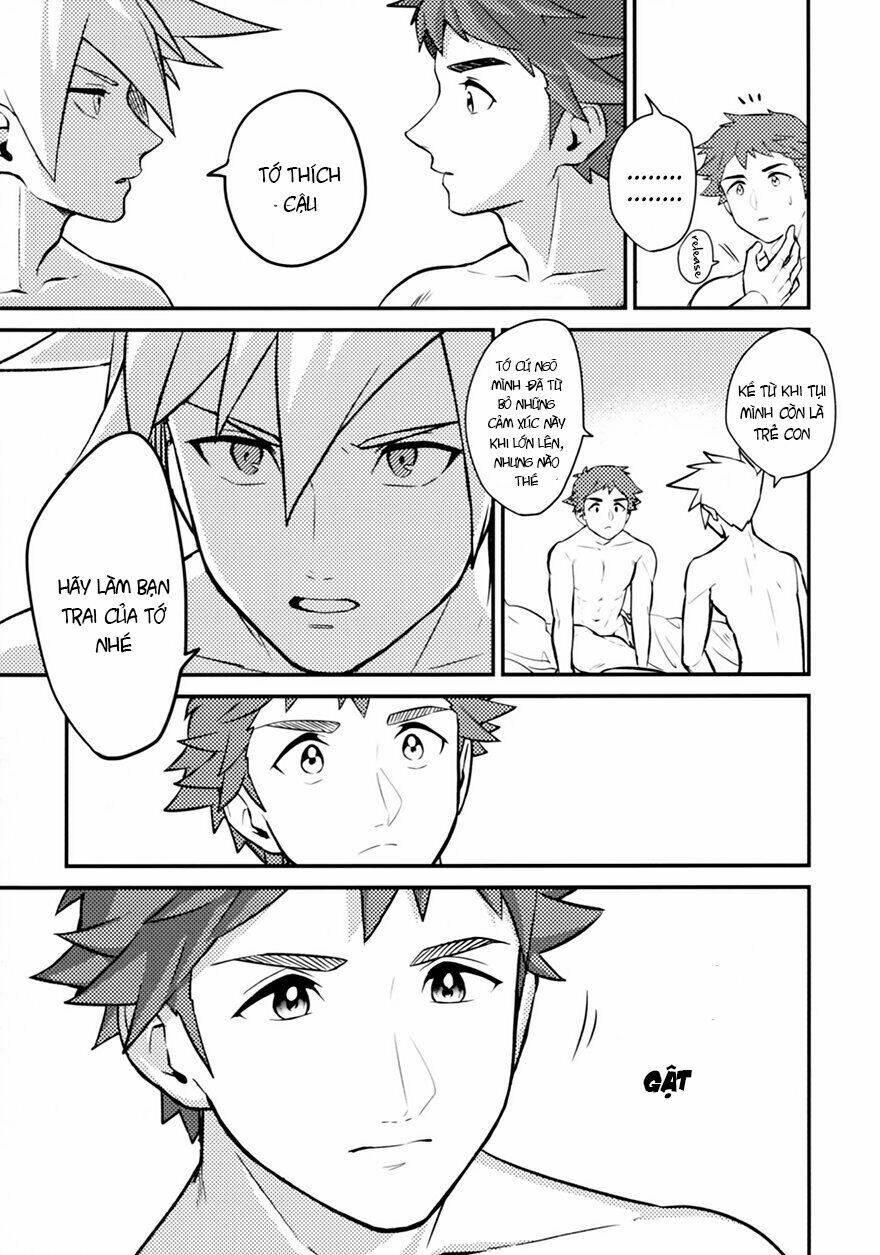 .........
.........
release
TỚ THÍCH
CẬU
KỂ TỪ KHI TỤI
MÌNH CÒN LÀ
TRẺ CON
TỚ CỨ NGÕ
MÌNH ĐÃ TỪ
BỎ NHỮNG
CẢM XÚC NÀY
KHI LỚN LÊN,
NHƯNG NÀO
THẾ
HÃY LÀM BẠN
TRAI CỦA TỚ
NHÉ
GẬT